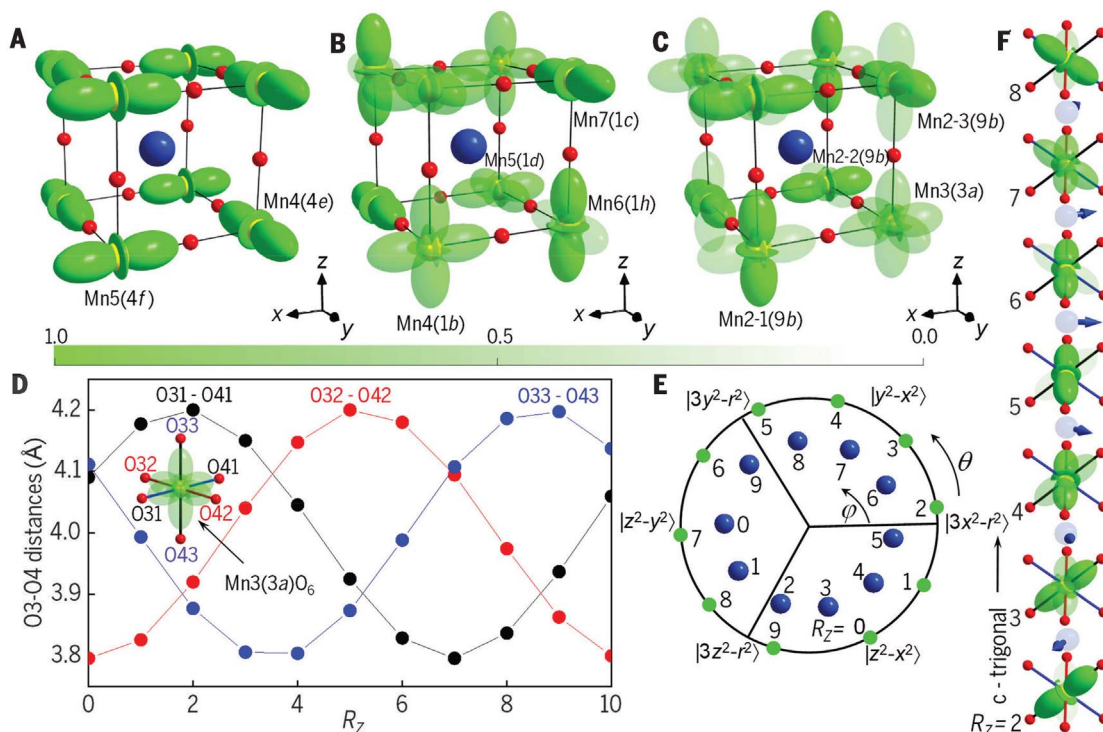 A
B
C
F
Mn4(4e)
Mn5(4f)
Mn7(1c)
Mn5(1d)
Mn6(1h)
Mn4(1b)
Mn2-3(9b)
Mn2-2(9b)
Mn3(3a)
Mn2-1(9b)
z
x
y
z
x
y
z
x
y
1.0
0.5
0.0
D
O31 - O41
O32 - O42
O33 - O43
4.2
4.1
4.0
3.9
3.8
O3-O4 distances (Å)
O33
O32
O41
O31
O42
O43
Mn3(3a)O₆
0
2
4
6
8
10
R_Z
E
|3y²–r²⟩
|y²–x²⟩
|z²–y²⟩
|3x²–r²⟩
|3z²–r²⟩
|z²–x²⟩
θ
φ
5
4
3
2
1
R_Z = 0
9
8
7
6
8
7
6
5
4
3
2
1
0
9
c - trigonal
8
7
6
5
4
3
R_Z = 2